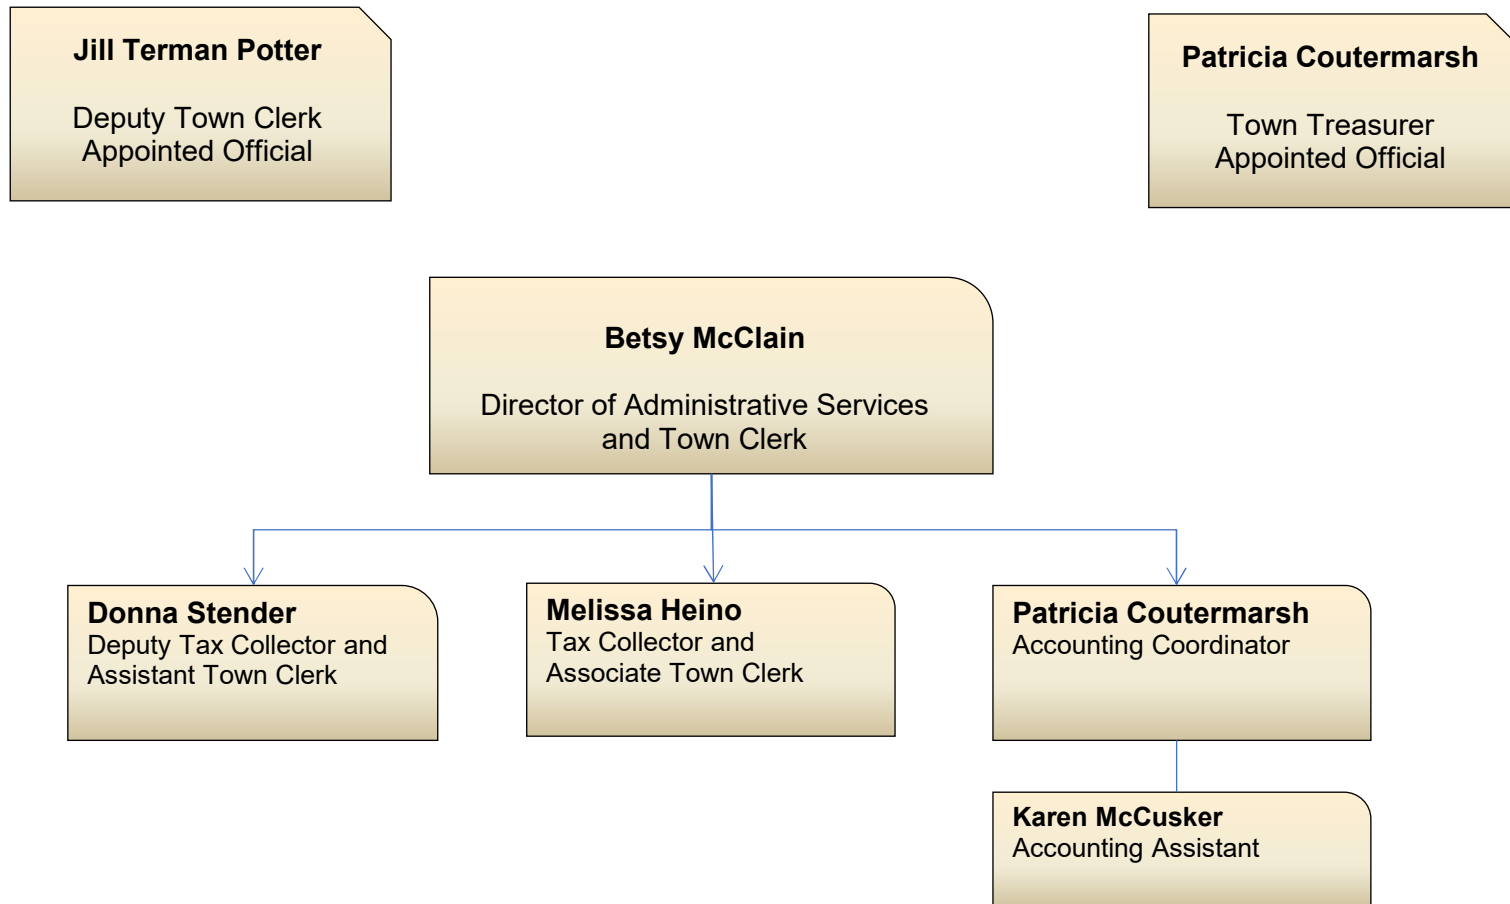 Jill Terman Potter
Deputy Town Clerk
Appointed Official
Patricia Coutermarsh
Town Treasurer
Appointed Official
Betsy McClain
Director of Administrative Services
and Town Clerk
Donna Stender
Deputy Tax Collector and
Assistant Town Clerk
Melissa Heino
Tax Collector and
Associate Town Clerk
Patricia Coutermarsh
Accounting Coordinator
Karen McCusker
Accounting Assistant